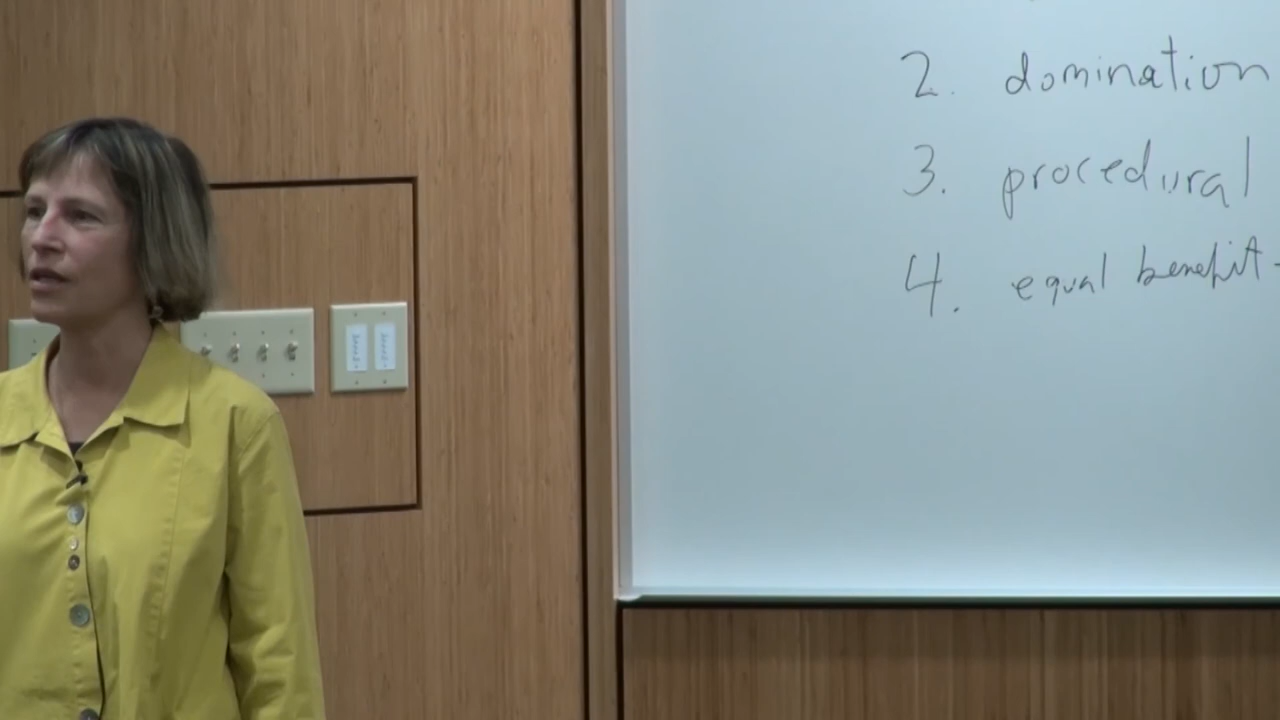 2. domination
3. procedural
4. equal benefit-